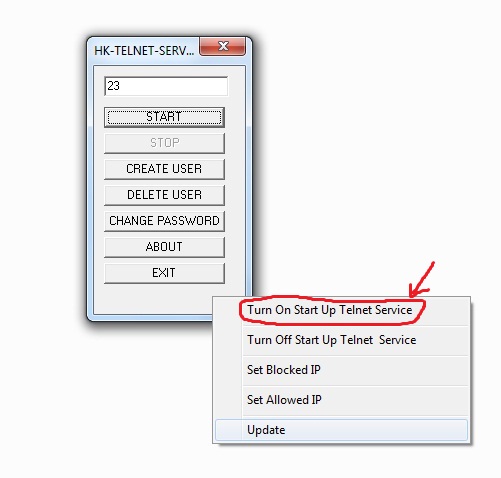 HK-TELNET-SERV...
23
START
STOP
CREATE USER
DELETE USER
CHANGE PASSWORD
ABOUT
EXIT
Turn On Start Up Telnet Service
Turn Off Start Up Telnet  Service
Set Blocked IP
Set Allowed IP
Update